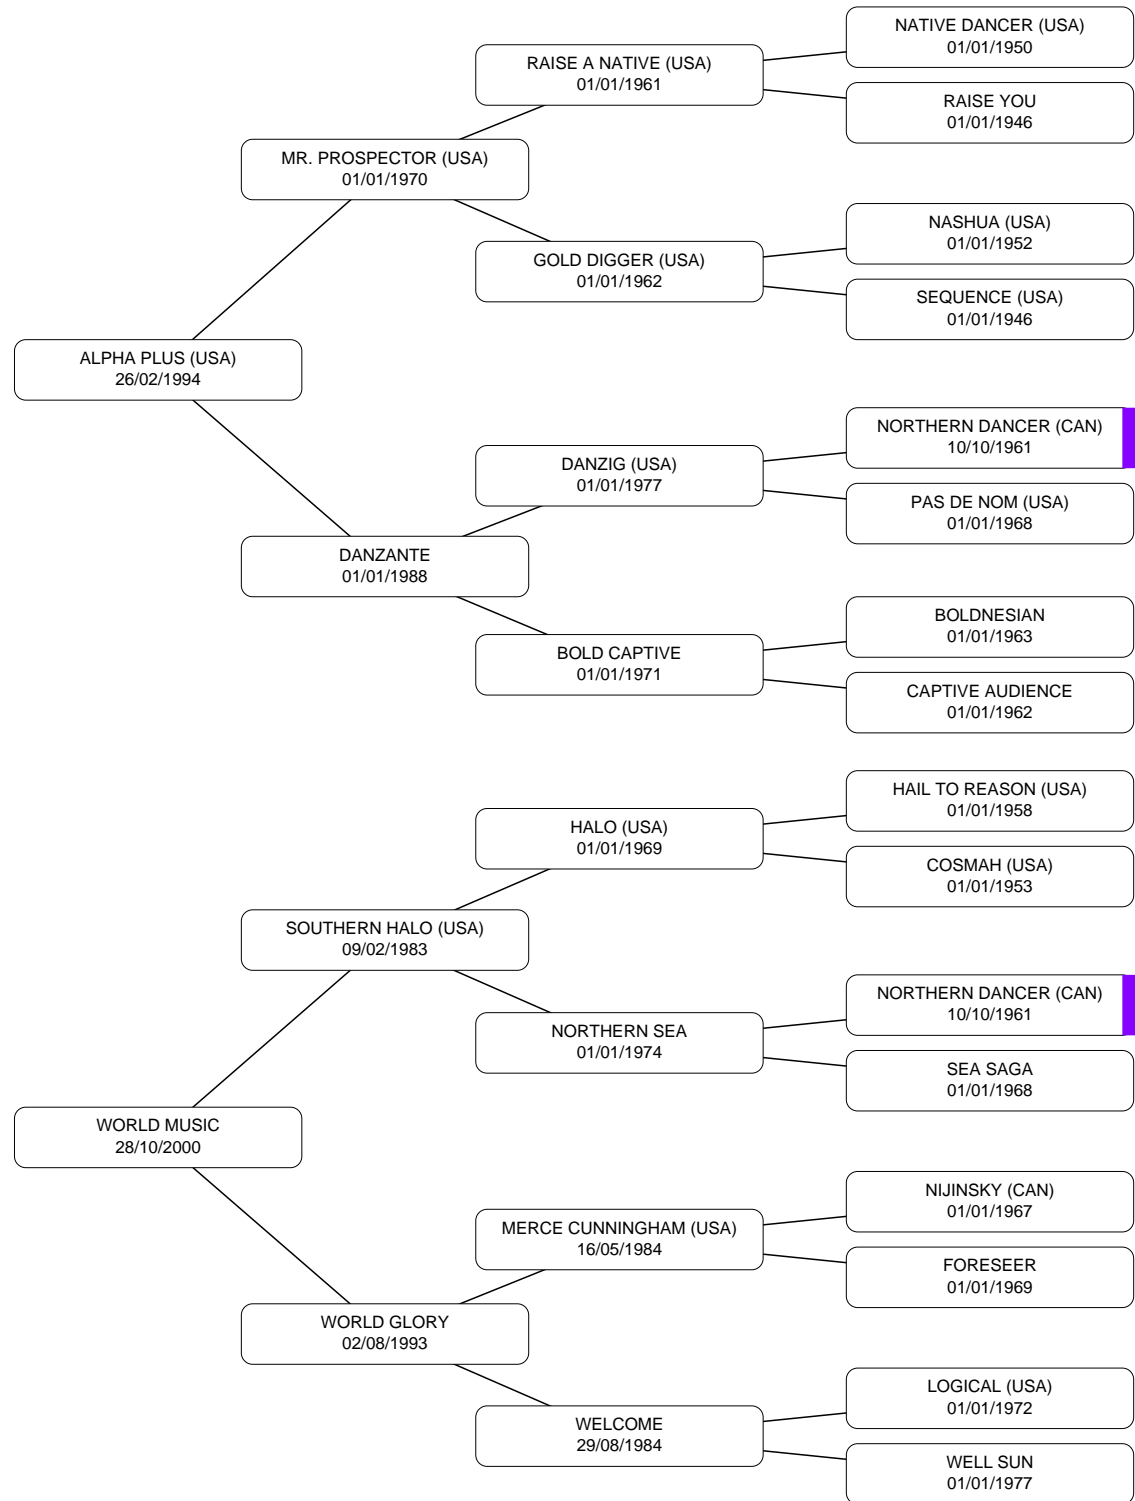 NATIVE DANCER (USA)
01/01/1950
RAISE A NATIVE (USA)
01/01/1961
RAISE YOU
01/01/1946
MR. PROSPECTOR (USA)
01/01/1970
NASHUA (USA)
01/01/1952
GOLD DIGGER (USA)
01/01/1962
SEQUENCE (USA)
01/01/1946
ALPHA PLUS (USA)
26/02/1994
NORTHERN DANCER (CAN)
10/10/1961
DANZIG (USA)
01/01/1977
PAS DE NOM (USA)
01/01/1968
DANZANTE
01/01/1988
BOLDNESIAN
01/01/1963
BOLD CAPTIVE
01/01/1971
CAPTIVE AUDIENCE
01/01/1962
HAIL TO REASON (USA)
01/01/1958
HALO (USA)
01/01/1969
COSMAH (USA)
01/01/1953
SOUTHERN HALO (USA)
09/02/1983
NORTHERN DANCER (CAN)
10/10/1961
NORTHERN SEA
01/01/1974
SEA SAGA
01/01/1968
WORLD MUSIC
28/10/2000
NIJINSKY (CAN)
01/01/1967
MERCE CUNNINGHAM (USA)
16/05/1984
FORESEER
01/01/1969
WORLD GLORY
02/08/1993
LOGICAL (USA)
01/01/1972
WELCOME
29/08/1984
WELL SUN
01/01/1977